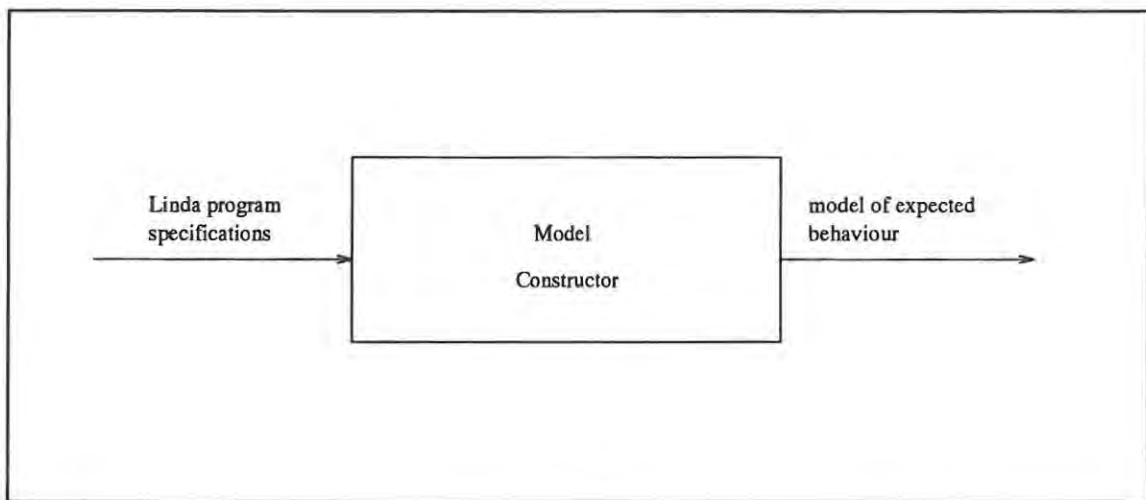 Linda program
specifications
Model
Constructor
model of expected
behaviour